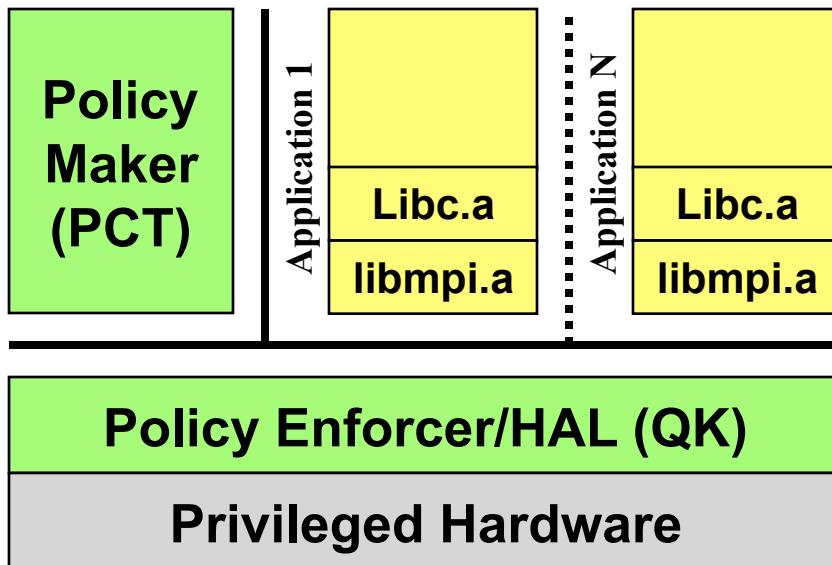 Policy
Maker
(PCT)
Application 1
Libc.a
libmpi.a
Application N
Libc.a
libmpi.a
Policy Enforcer/HAL (QK)
Privileged Hardware